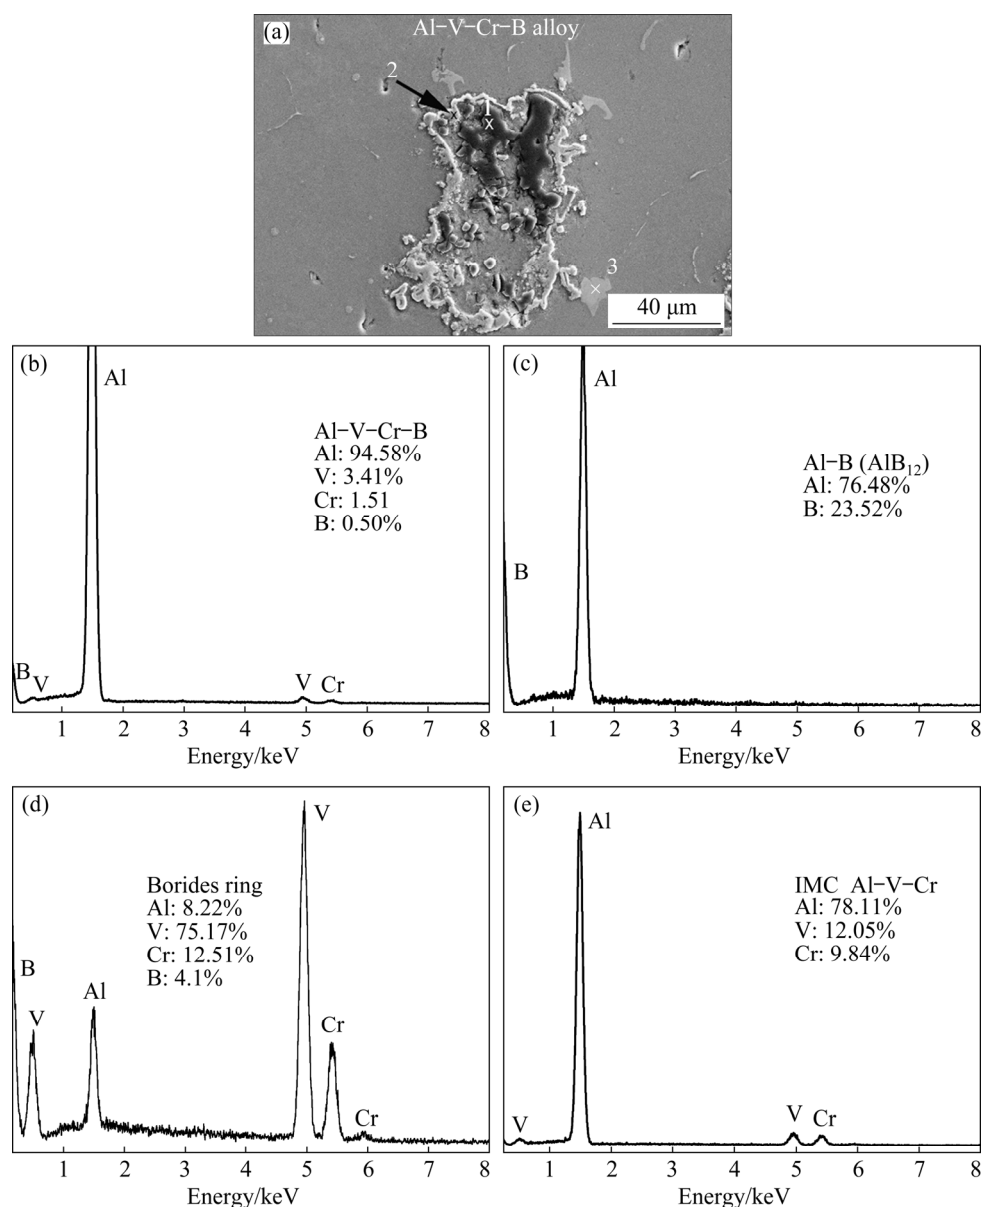 (a)
Al−V−Cr−B alloy
2
1
×
3
×
40 μm
(b)
Al
Al−V−Cr−B
Al: 94.58%
V: 3.41%
Cr: 1.51
B: 0.50%
B
V
V
Cr
1 2 3 4 5 6 7 8
Energy/keV
(c)
Al
Al−B (AlB₁₂)
Al: 76.48%
B: 23.52%
B
1 2 3 4 5 6 7 8
Energy/keV
(d)
V
Borides ring
Al: 8.22%
V: 75.17%
Cr: 12.51%
B: 4.1%
B
Al
V
Cr
Cr
1 2 3 4 5 6 7 8
Energy/keV
(e)
Al
IMC Al−V−Cr
Al: 78.11%
V: 12.05%
Cr: 9.84%
V
V
Cr
1 2 3 4 5 6 7 8
Energy/keV